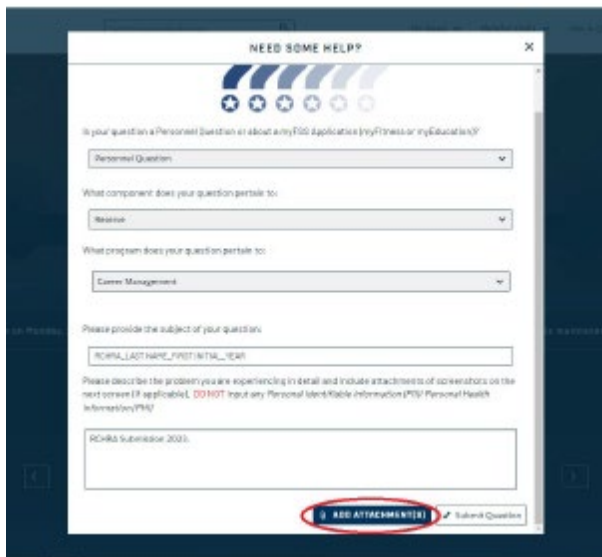 NEED SOME HELP?
Is your question a Personnel Question or about a myFSS Application (myFitness or myEducation)?
Personnel Question
What component does your question pertain to:
Reserve
What program does your question pertain to:
Career Management
Please provide the subject of your question:
RCHRA_LAST NAME_FIRST INITIAL_YEAR
Please describe the problem you are experiencing in detail and include attachments of screenshots on the
next screen (if applicable). DO NOT input any Personal Identifiable Information (PII)/ Personal Health
Information (PHI)/
RCHRA Submission 2023.
ADD ATTACHMENT(S)
Submit Question